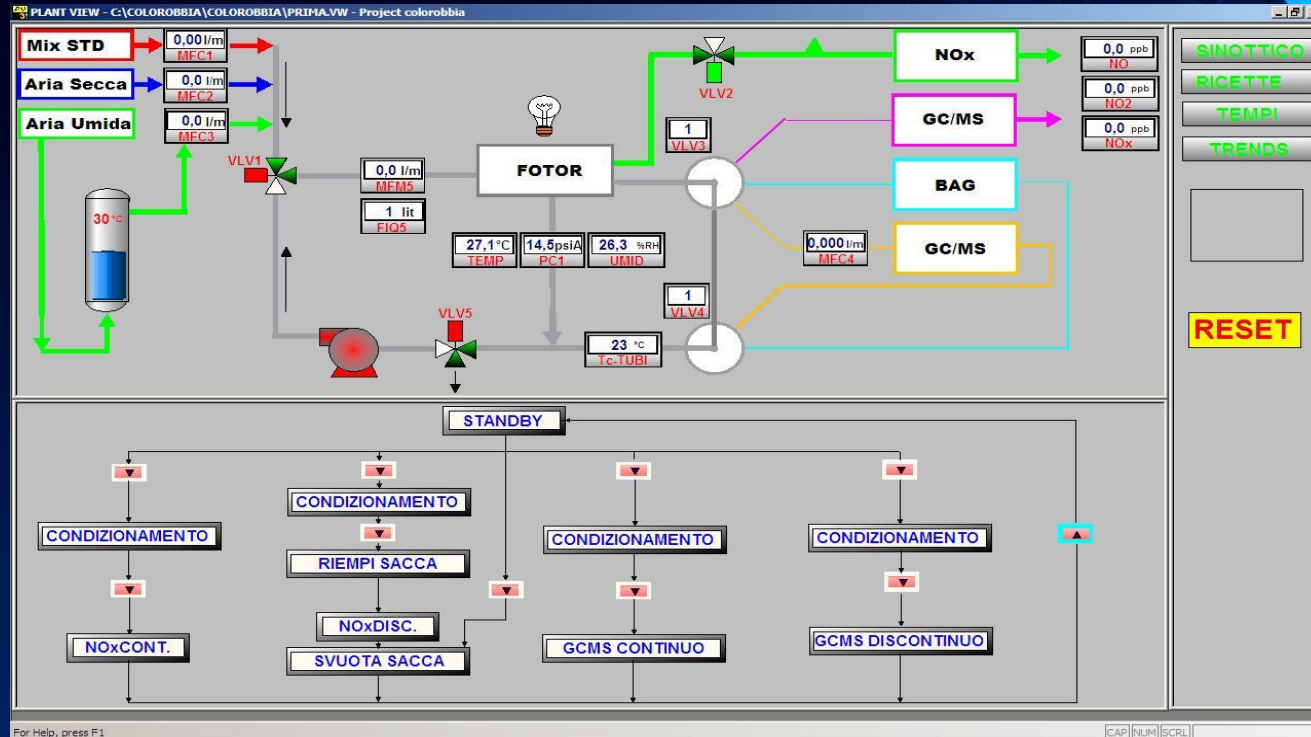 PLANT VIEW - C:\COLOROBBIA\COLOROBBIA\PRIMA.VW - Project colorobbia
Mix STD
0,00 l/m
MFC1
Aria Secca
0,0 l/m
MFC2
Aria Umida
0,0 l/m
MFC3
30 °C
VLV1
0,0 l/m
MFM5
1 lit
FIQ5
FOTOR
27,1 °C
TEMP
14,5 psiA
PC1
26,3 %RH
UMID
VLV2
1
VLV3
NOx
GC/MS
BAG
0,000 l/m
MFC4
GC/MS
0,0 ppb
NO
0,0 ppb
NO2
0,0 ppb
NOx
VLV5
1
VLV4
23 °C
Tc-TUBI
SINOTTICO
RICETTE
TEMPI
TRENDS
RESET
STANDBY
CONDIZIONAMENTO
NOxCONT.
CONDIZIONAMENTO
RIEMPI SACCA
NOxDISC.
SVUOTA SACCA
CONDIZIONAMENTO
GCMS CONTINUO
CONDIZIONAMENTO
GCMS DISCONTINUO
For Help, press F1
CAP NUM SCRL